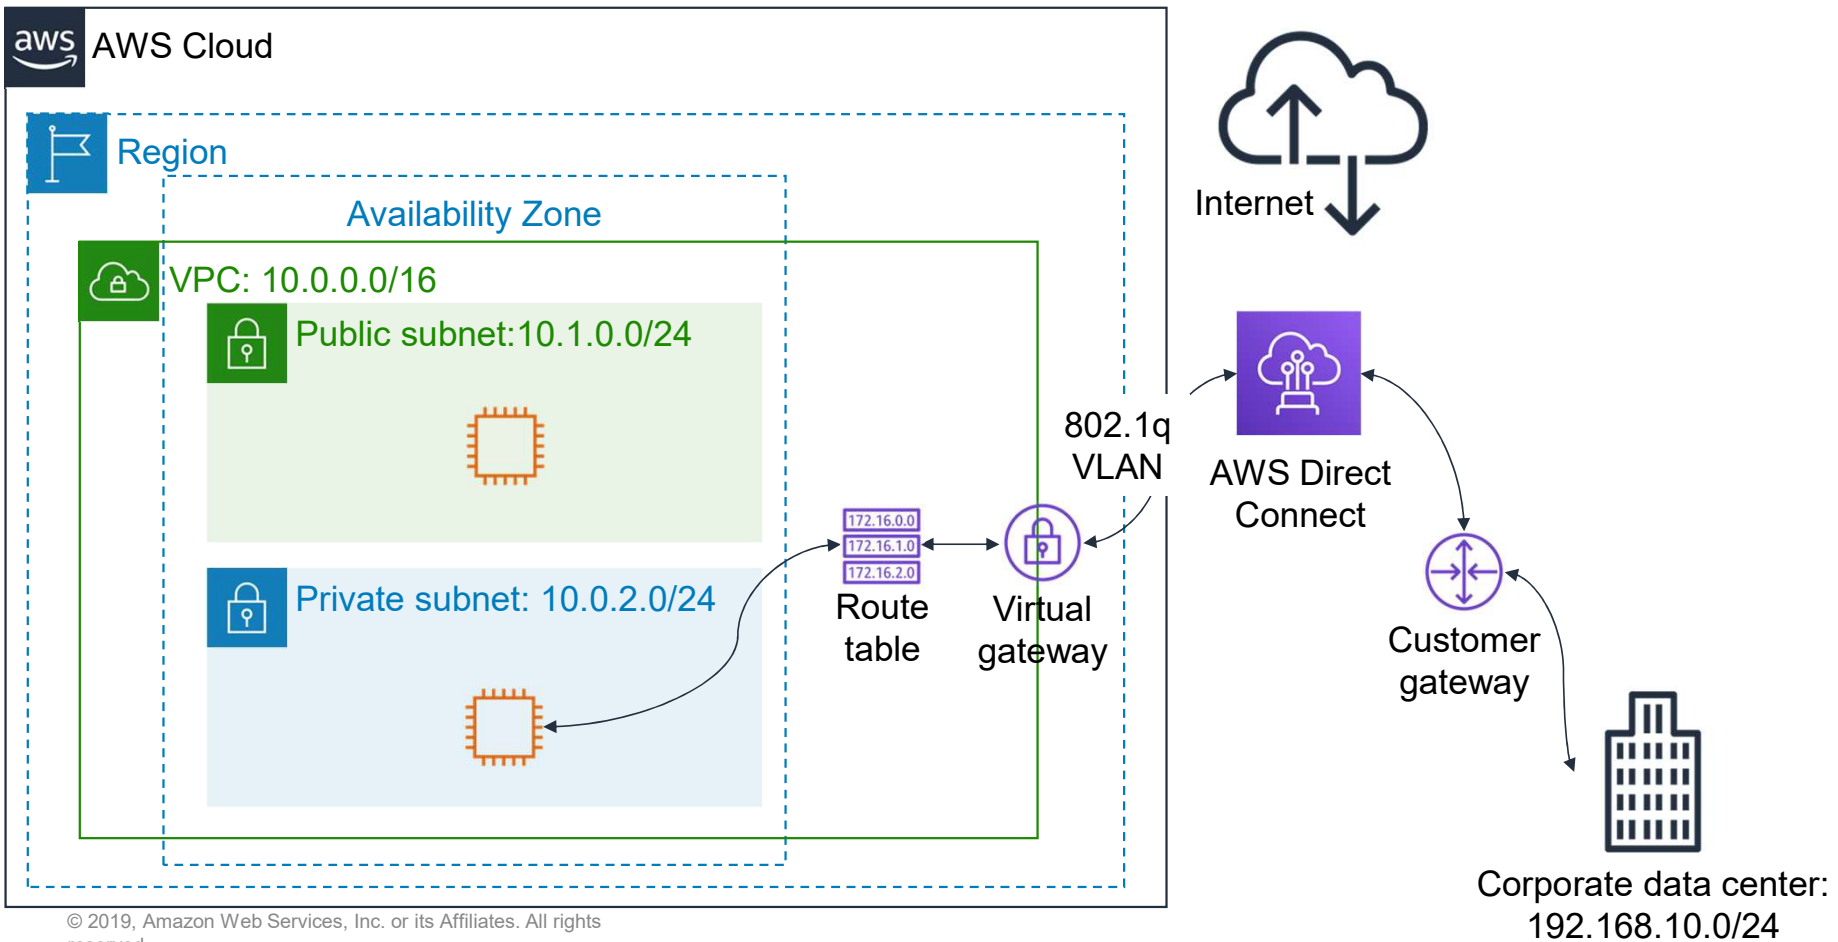 aws
AWS Cloud
Region
Availability Zone
VPC: 10.0.0.0/16
Public subnet:10.1.0.0/24
Private subnet: 10.0.2.0/24
172.16.0.0
172.16.1.0
172.16.2.0
Route
table
Virtual
gateway
802.1q
VLAN
Internet
AWS Direct
Connect
Customer
gateway
Corporate data center:
192.168.10.0/24
© 2019, Amazon Web Services, Inc. or its Affiliates. All rights